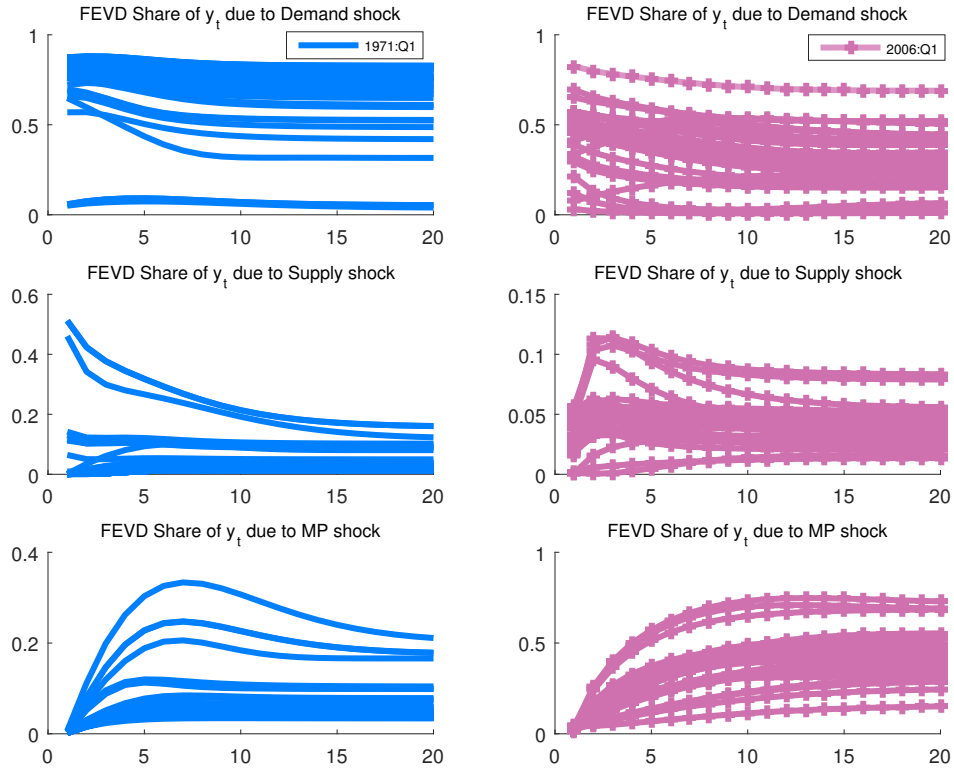 FEVD Share of y_t due to Demand shock
1
0.5
0
0 5 10 15 20
1971:Q1
FEVD Share of y_t due to Demand shock
1
0.5
0
0 5 10 15 20
2006:Q1
FEVD Share of y_t due to Supply shock
0.6
0.4
0.2
0
0 5 10 15 20
FEVD Share of y_t due to Supply shock
0.15
0.1
0.05
0
0 5 10 15 20
FEVD Share of y_t due to MP shock
0.4
0.2
0
0 5 10 15 20
FEVD Share of y_t due to MP shock
1
0.5
0
0 5 10 15 20